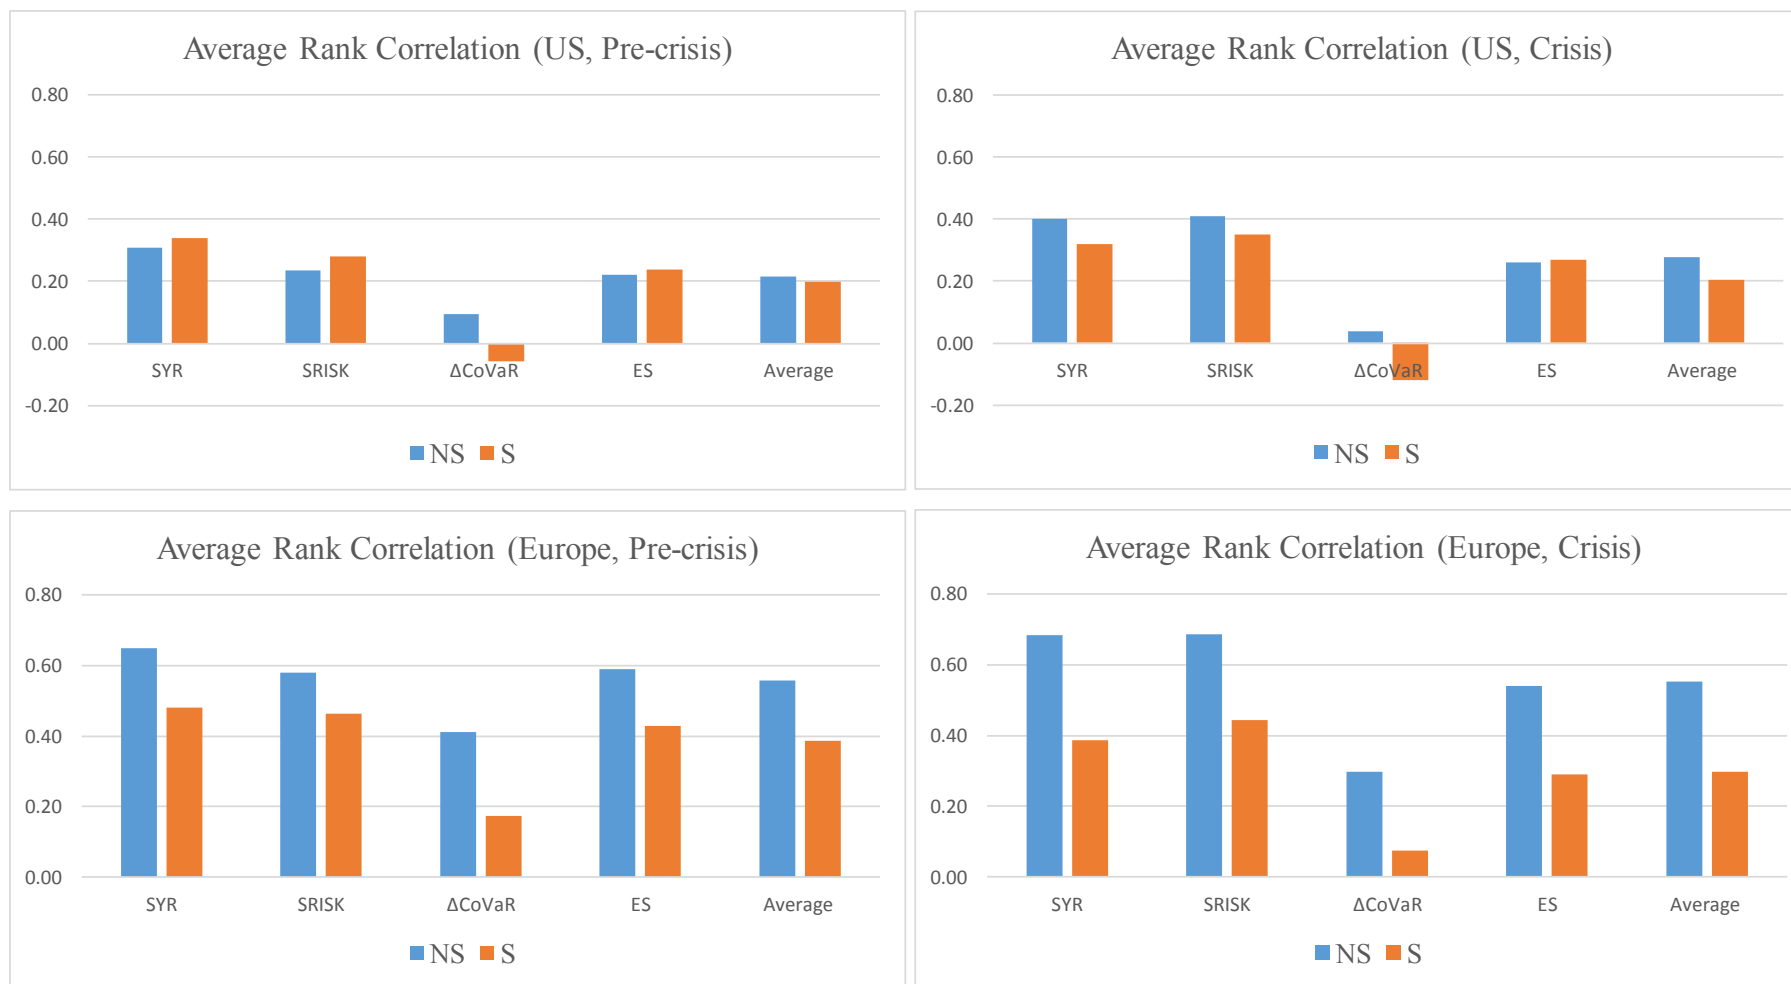 Average Rank Correlation (US, Pre-crisis)
0.80
0.60
0.40
0.20
0.00
-0.20
SYR SRISK ΔCoVaR ES Average
NS S
Average Rank Correlation (US, Crisis)
0.80
0.60
0.40
0.20
0.00
-0.20
SYR SRISK ΔCoVaR ES Average
NS S
Average Rank Correlation (Europe, Pre-crisis)
0.80
0.60
0.40
0.20
0.00
SYR SRISK ΔCoVaR ES Average
NS S
Average Rank Correlation (Europe, Crisis)
0.80
0.60
0.40
0.20
0.00
SYR SRISK ΔCoVaR ES Average
NS S